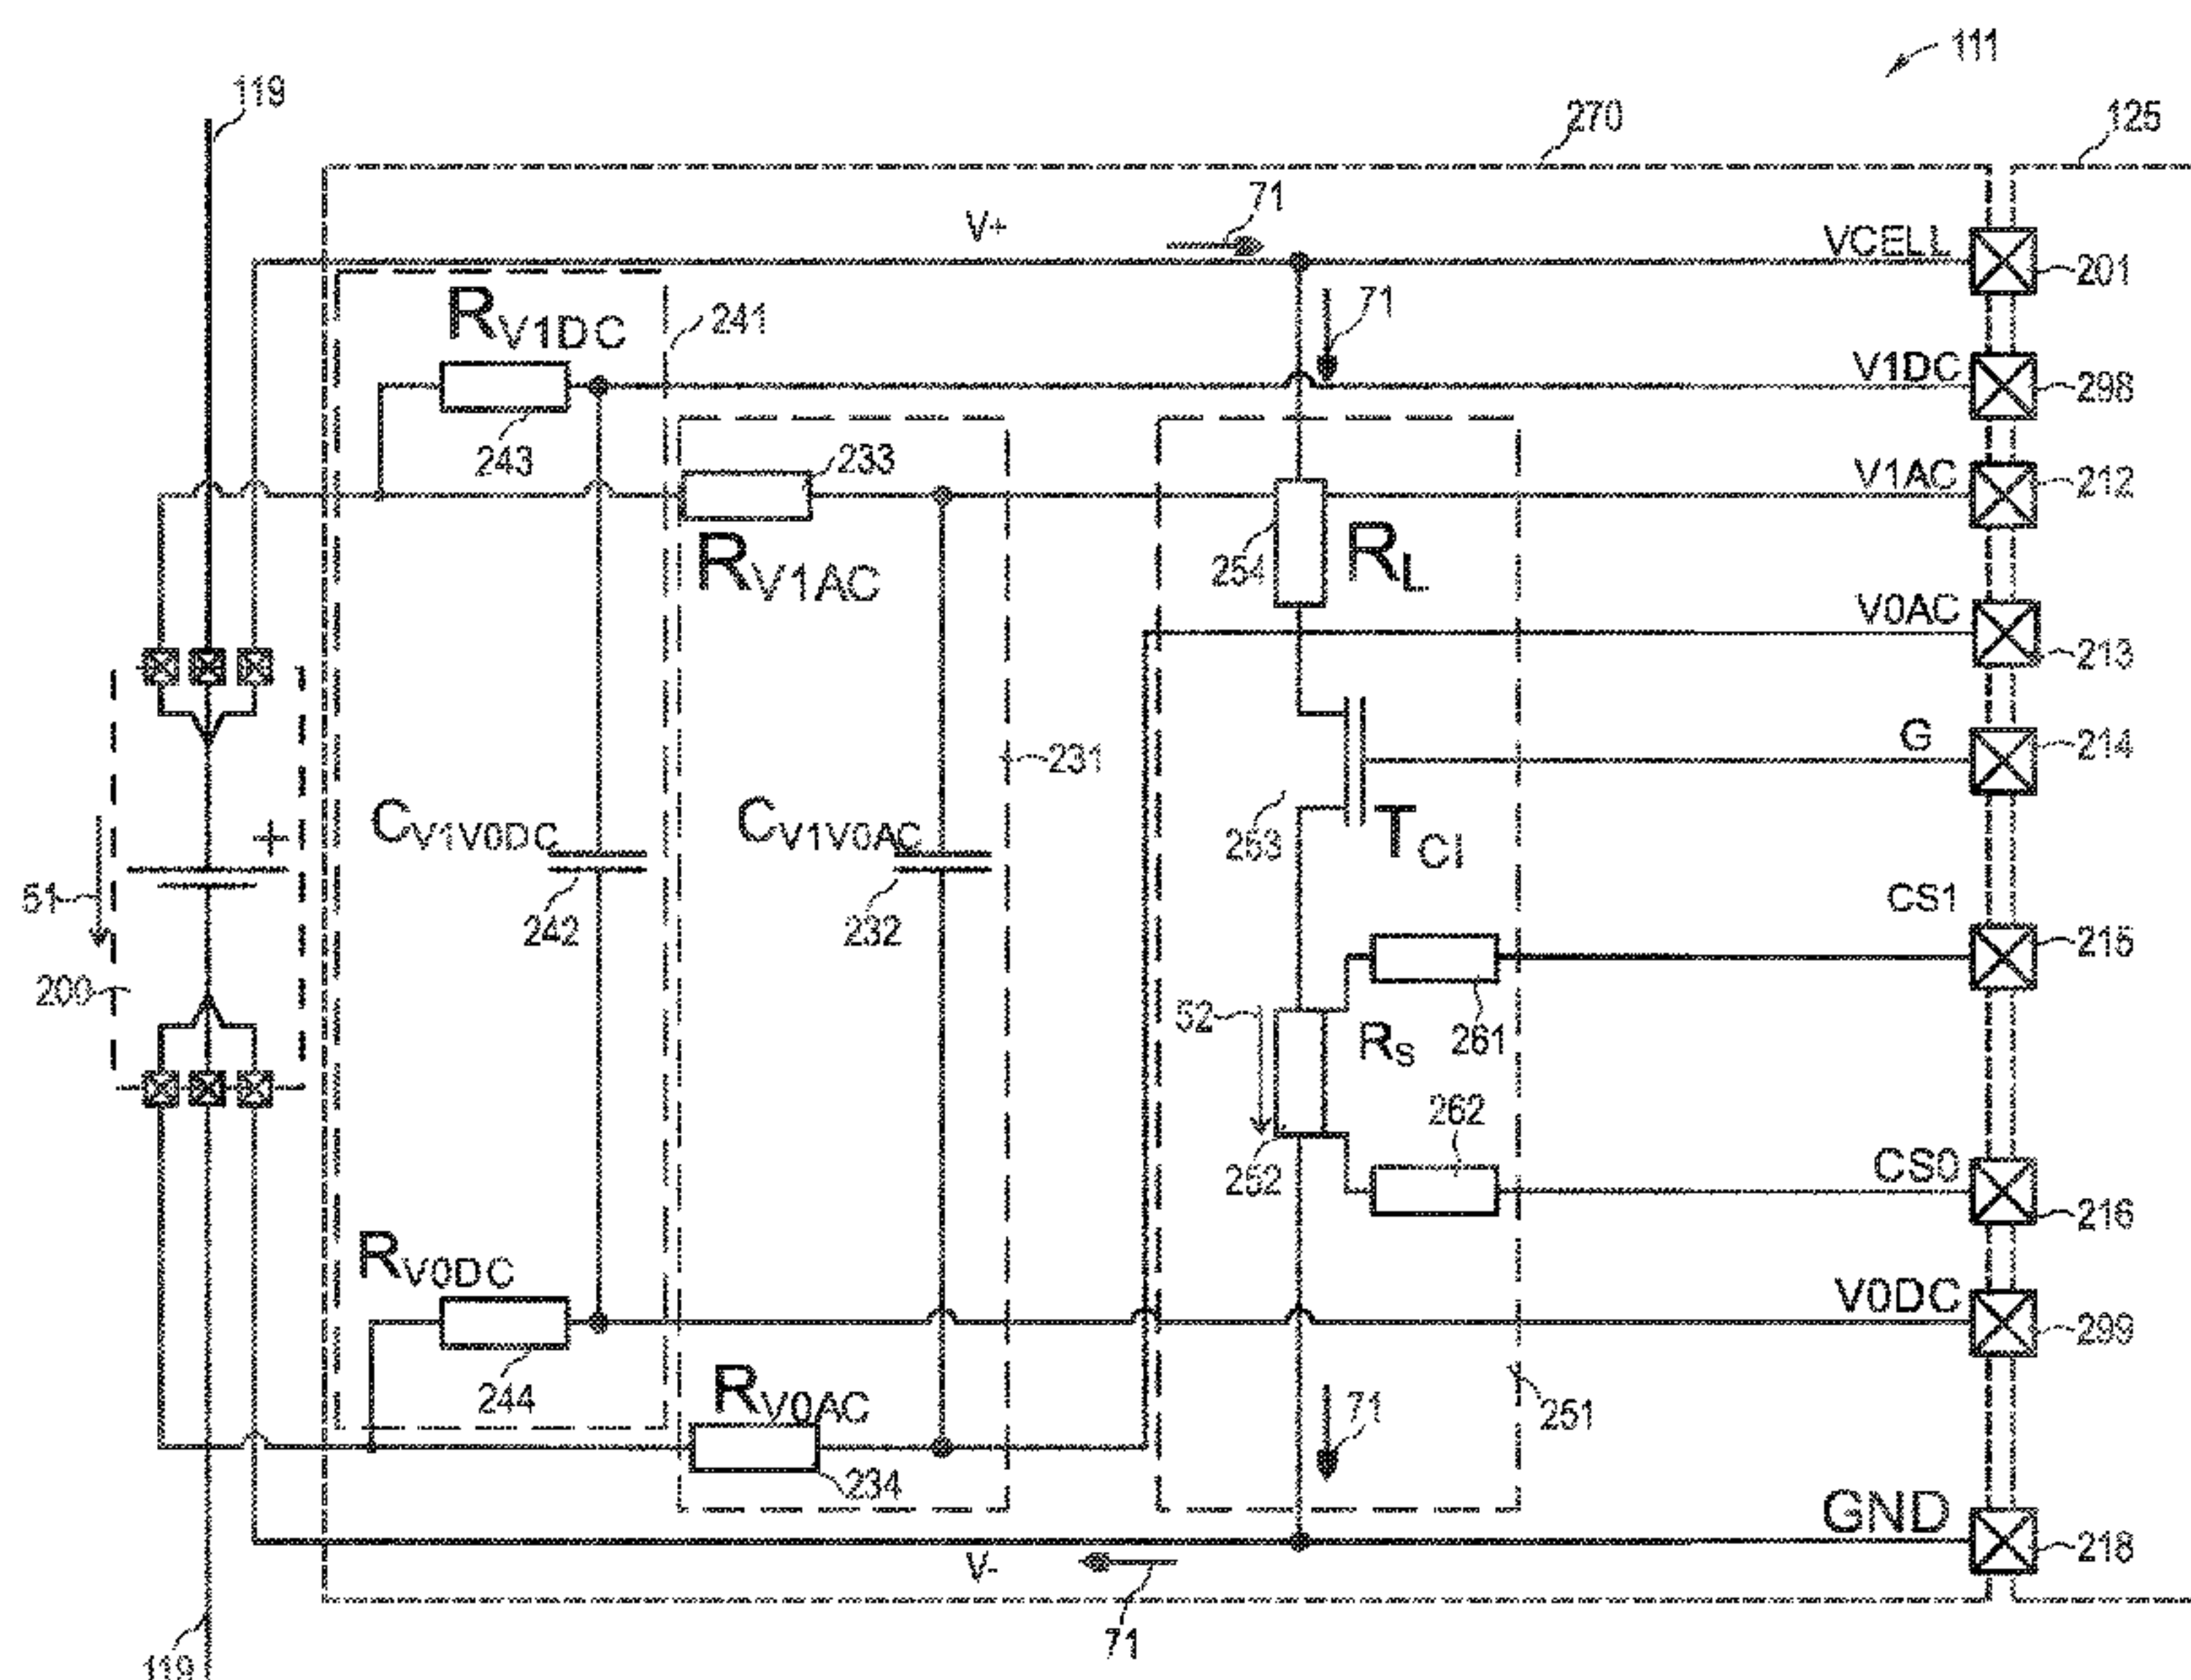 111
119
270
125
71
V+
VCELL
201
RV1DC
241
71
V1DC
298
243
233
V1AC
212
RV1AC
254
RL
V0AC
213
231
G
214
+
CV1V0DC
CV1V0AC
253
TCI
51
242
232
CS1
215
200
52
RS
261
262
252
CS0
216
RV0DC
V0DC
299
244
RV0AC
71
251
234
GND
218
V-
71
119